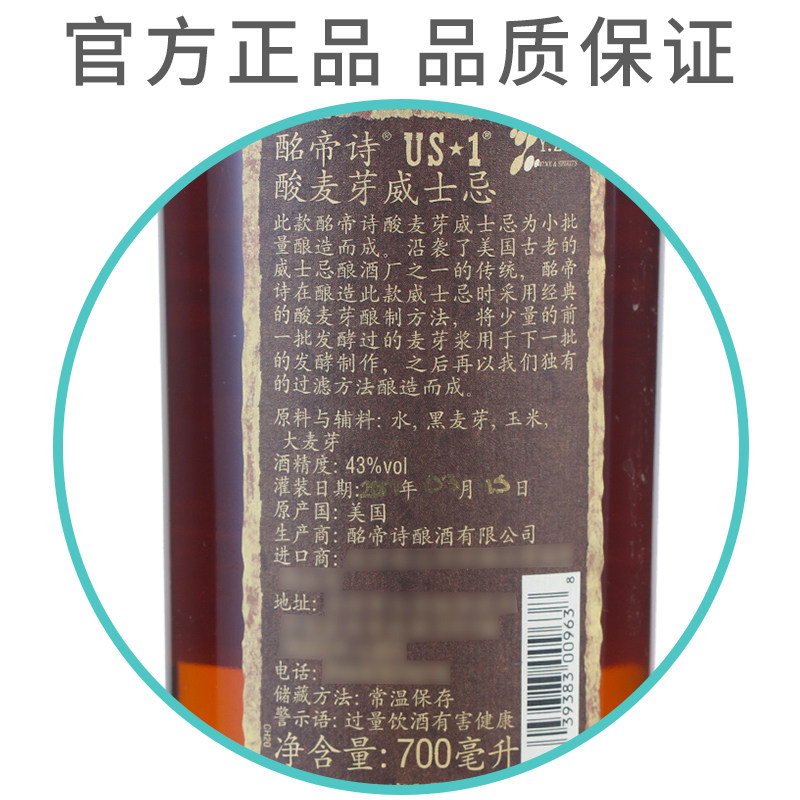 官方正品 品质保证
酩帝诗® US★1®
酸麦芽威士忌
此款酩帝诗酸麦芽威士忌为小批
量酿造而成。沿袭了美国古老的
威士忌酿酒厂之一的传统，酩帝
诗在酿造此款威士忌时采用经典
的酸麦芽酿制方法，将少量的前
一批发酵过的麦芽浆用于下一批
的发酵制作，之后再以我们独有
的过滤方法酿造而成。
原料与辅料: 水, 黑麦芽, 玉米,
大麦芽
酒精度: 43%vol
灌装日期: 年 月 15 日
原产国: 美国
生产商: 酩帝诗酿酒有限公司
进口商:
地址:
电话:
储藏方法: 常温保存
警示语: 过量饮酒有害健康
净含量: 700毫升
CH20
39383 00963 8